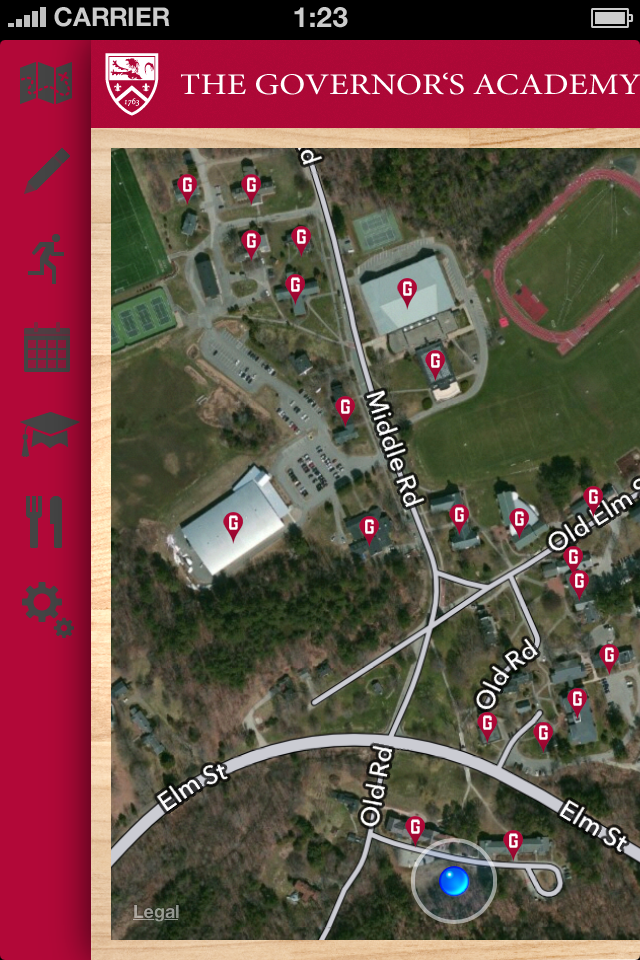 CARRIER 1:23
1763
THE GOVERNOR'S ACADEMY
d
G G
G G
G G
G
G
Middle Rd
G G G G
Old Elm S
G
G
G G
Old Rd
G
G G
Elm St
Old Rd
Elm St
G G
Legal